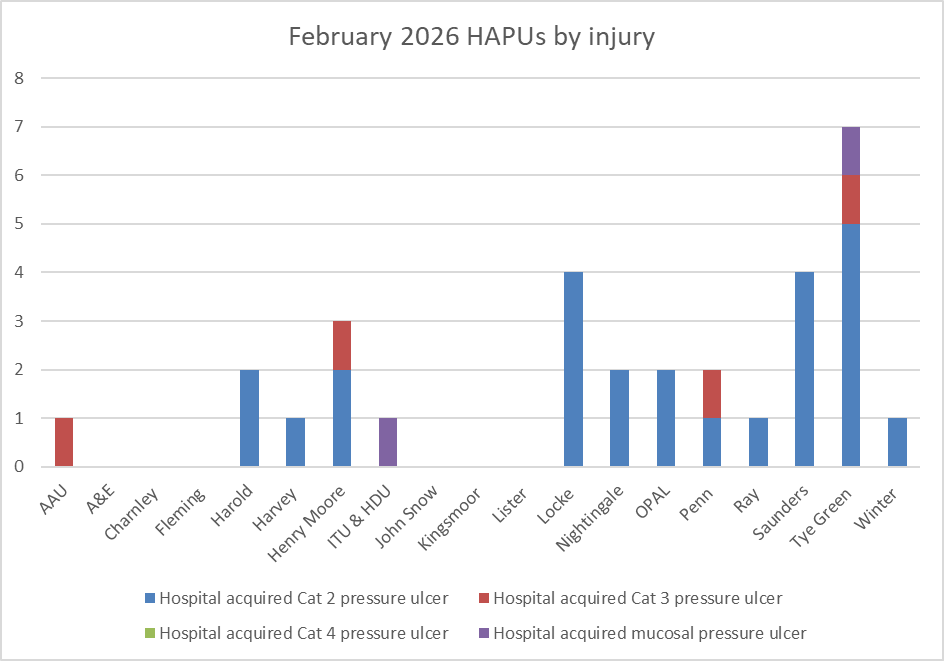 February 2026 HAPUs by injury
8
7
6
5
4
3
2
1
0
AAU
A&E
Charnley
Fleming
Harold
Harvey
Henry Moore
ITU & HDU
John Snow
Kingsmoor
Lister
Locke
Nightingale
OPAL
Penn
Ray
Saunders
Tye Green
Winter
Hospital acquired Cat 2 pressure ulcer
Hospital acquired Cat 3 pressure ulcer
Hospital acquired Cat 4 pressure ulcer
Hospital acquired mucosal pressure ulcer